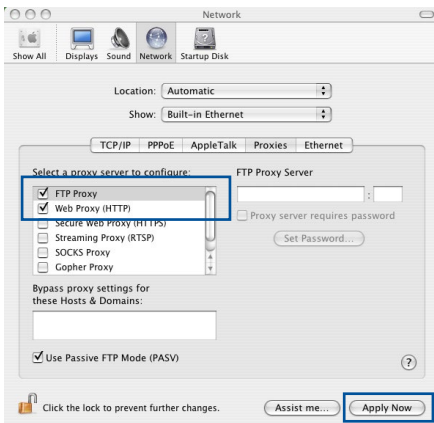 Network
Show All Displays Sound Network Startup Disk
Location: Automatic
Show: Built-in Ethernet
TCP/IP PPPoE AppleTalk Proxies Ethernet
Select a proxy server to configure: FTP Proxy Server
FTP Proxy :
Web Proxy (HTTP)
Secure Web Proxy (HTTPS) Proxy server requires password
Streaming Proxy (RTSP) Set Password...
SOCKS Proxy
Gopher Proxy
Bypass proxy settings for
these Hosts & Domains:
Use Passive FTP Mode (PASV) ?
Click the lock to prevent further changes. Assist me... Apply Now